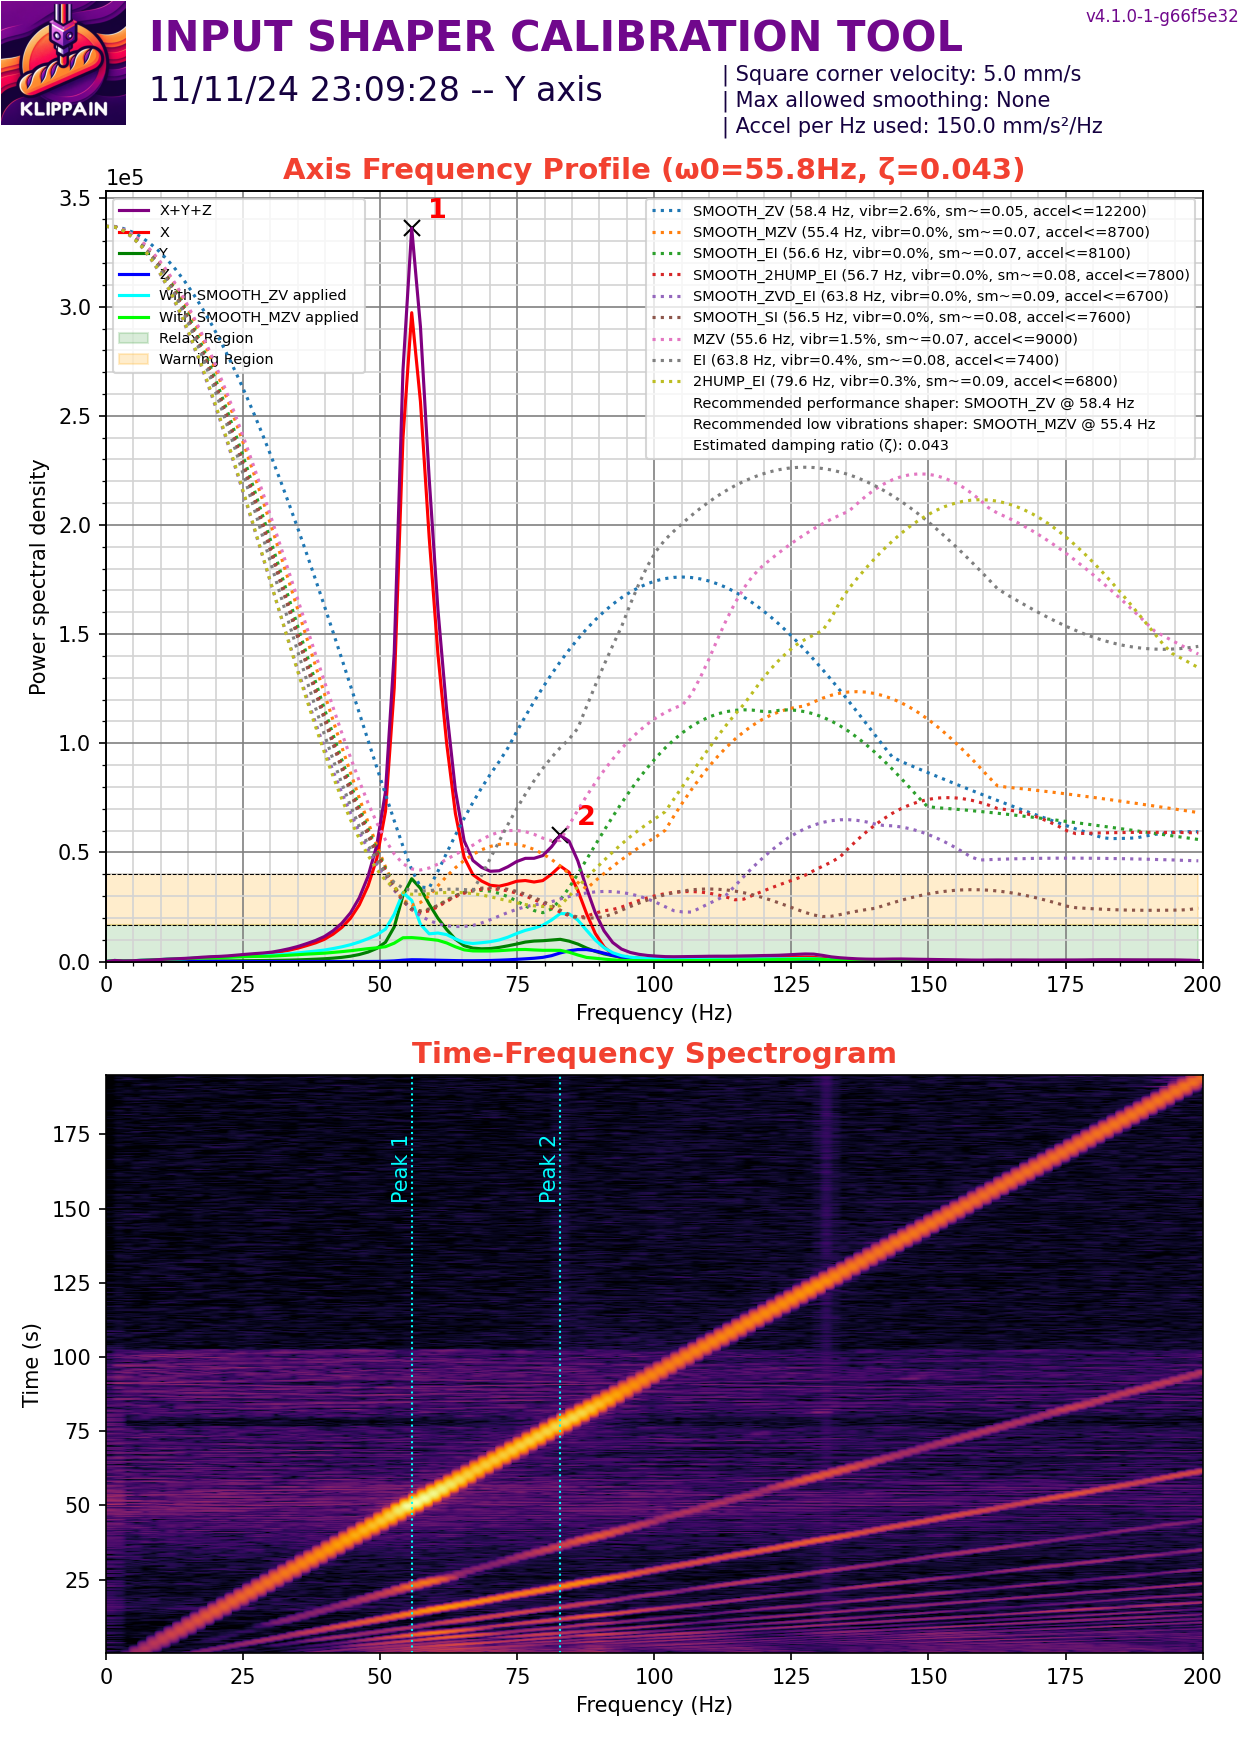 v4.1.0-1-g66f5e32
INPUT SHAPER CALIBRATION TOOL
11/11/24 23:09:28 -- Y axis
| Square corner velocity: 5.0 mm/s
| Max allowed smoothing: None
| Accel per Hz used: 150.0 mm/s²/Hz
KLIPPAIN
Axis Frequency Profile (ω0=55.8Hz, ζ=0.043)
1e5
3.5
3.0
2.5
2.0
1.5
1.0
0.5
0.0
Power spectral density
X+Y+Z
X
Y
Z
With SMOOTH_ZV applied
With SMOOTH_MZV applied
Relax Region
Warning Region
1
2
SMOOTH_ZV (58.4 Hz, vibr=2.6%, sm~=0.05, accel<=12200)
SMOOTH_MZV (55.4 Hz, vibr=0.0%, sm~=0.07, accel<=8700)
SMOOTH_EI (56.6 Hz, vibr=0.0%, sm~=0.07, accel<=8100)
SMOOTH_2HUMP_EI (56.7 Hz, vibr=0.0%, sm~=0.08, accel<=7800)
SMOOTH_ZVD_EI (63.8 Hz, vibr=0.0%, sm~=0.09, accel<=6700)
SMOOTH_SI (56.5 Hz, vibr=0.0%, sm~=0.08, accel<=7600)
MZV (55.6 Hz, vibr=1.5%, sm~=0.07, accel<=9000)
EI (63.8 Hz, vibr=0.4%, sm~=0.08, accel<=7400)
2HUMP_EI (79.6 Hz, vibr=0.3%, sm~=0.09, accel<=6800)
Recommended performance shaper: SMOOTH_ZV @ 58.4 Hz
Recommended low vibrations shaper: SMOOTH_MZV @ 55.4 Hz
Estimated damping ratio (ζ): 0.043
0 25 50 75 100 125 150 175 200
Frequency (Hz)
Time-Frequency Spectrogram
175
150
125
100
75
50
25
Time (s)
Peak 1
Peak 2
0 25 50 75 100 125 150 175 200
Frequency (Hz)